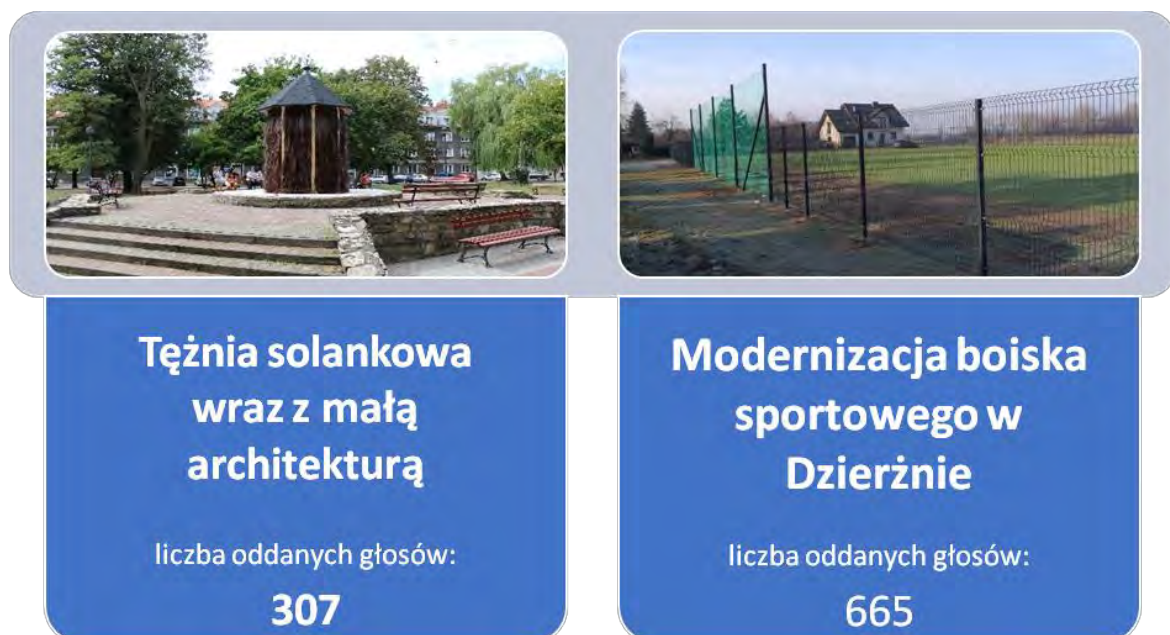 Tężnia solankowa
wraz z małą
architekturą
liczba oddanych głosów:
307
Modernizacja boiska
sportowego w
Dzierżnie
liczba oddanych głosów:
665